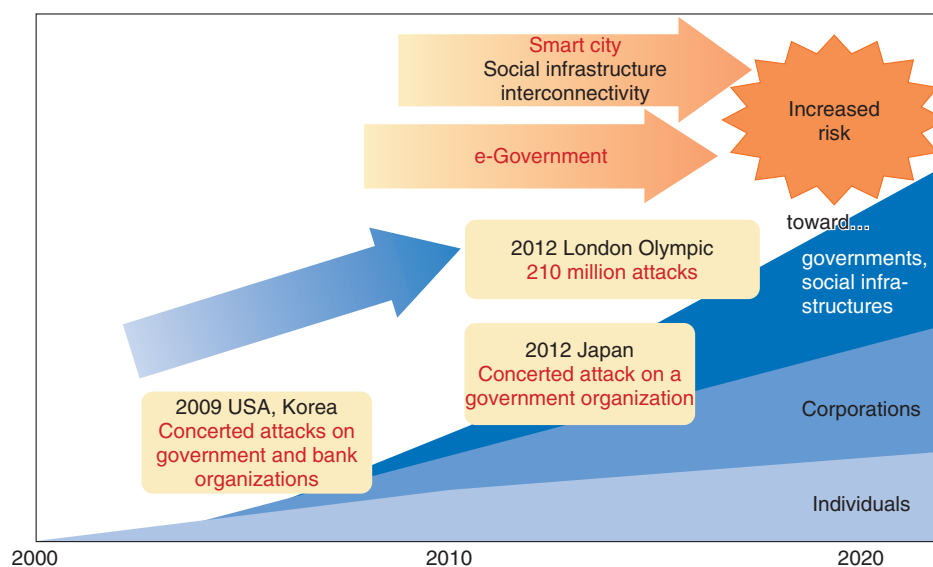 Smart city
Social infrastructure
interconnectivity
Increased
risk
e-Government
toward...
governments,
social infra-
structures
2012 London Olympic
210 million attacks
2012 Japan
Concerted attack on a
government organization
2009 USA, Korea
Concerted attacks on
government and bank
organizations
Corporations
Individuals
2000
2010
2020